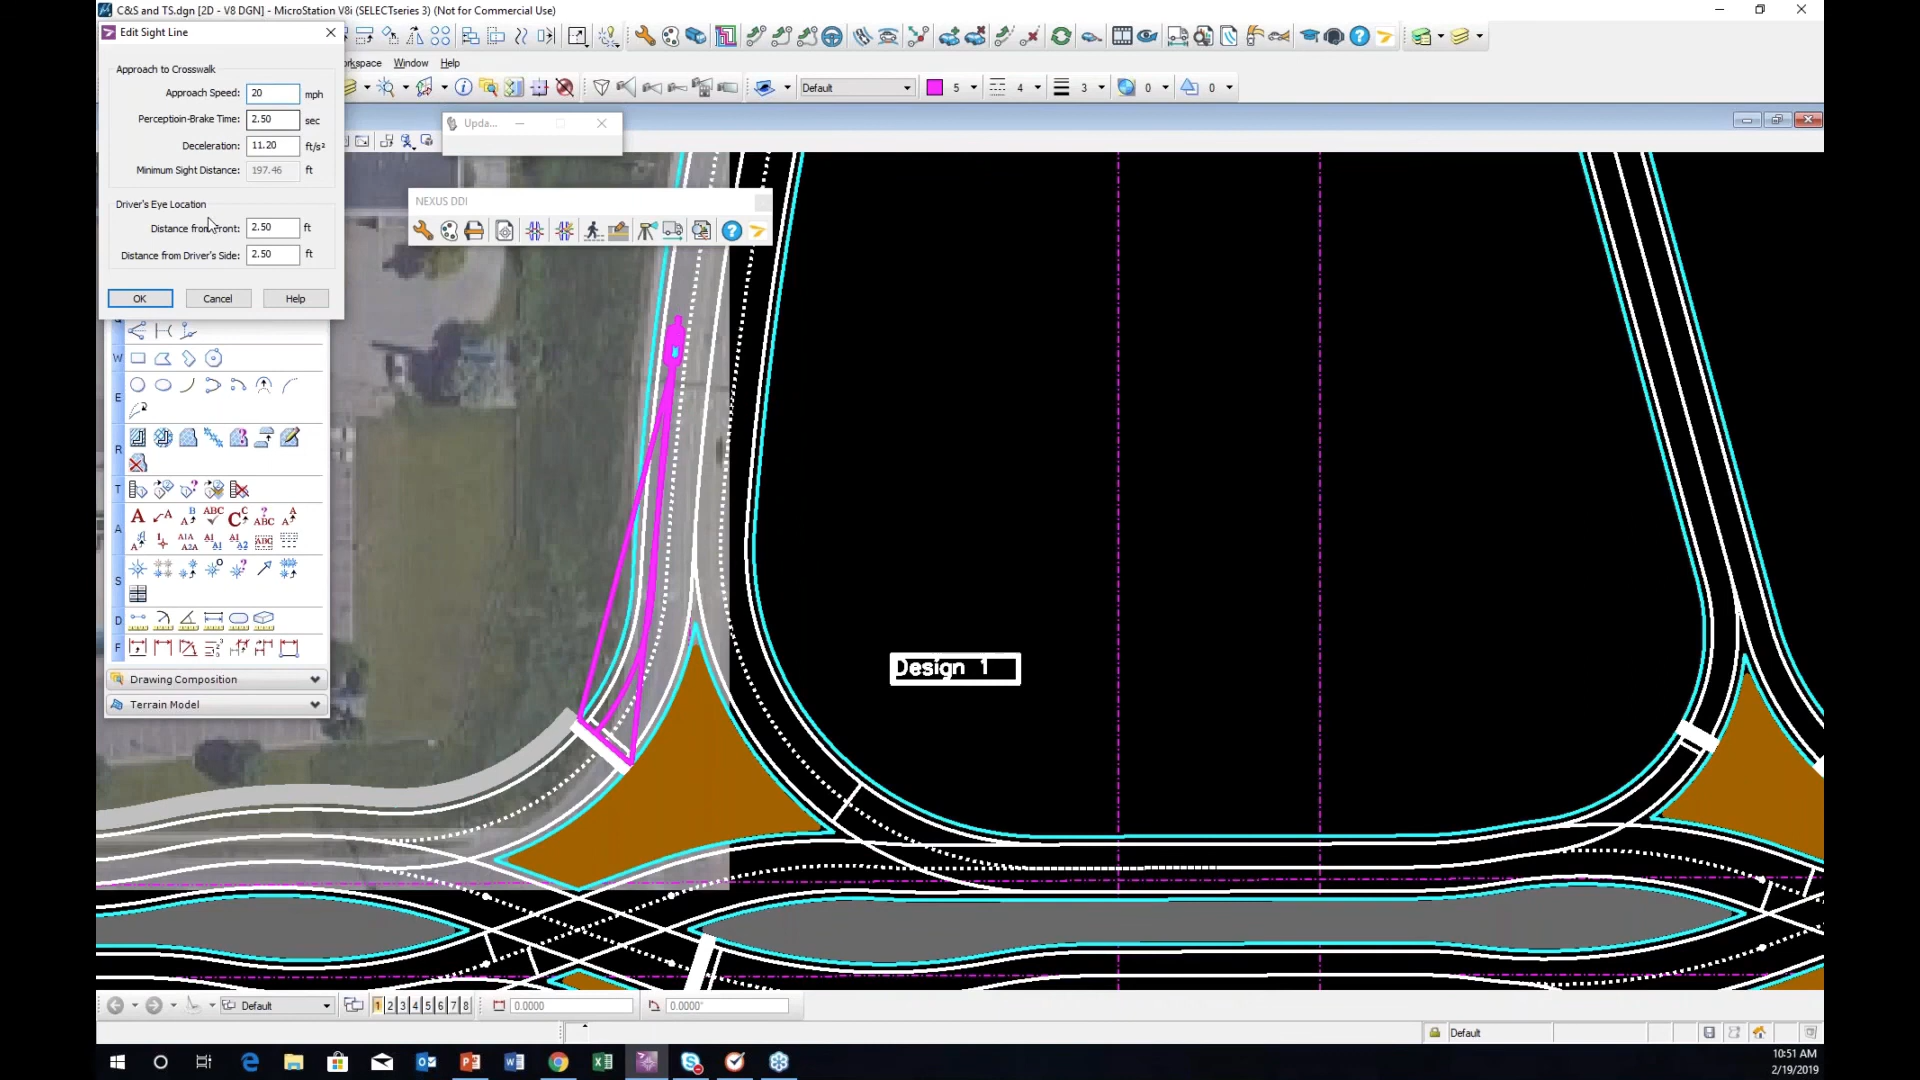 C&S and TS.dgn [2D - V8 DGN] - MicroStation V8i (SELECTseries 3) (Not for Commercial Use)
Edit Sight Line
rkspace Window Help
Approach to Crosswalk
Approach Speed: 20 mph
Perceptioin-Brake Time: 2.50 sec
Deceleration: 11.20 ft/s²
Minimum Sight Distance: 197.46 ft
Default 5 4 3 0 0
Upda...
Driver's Eye Location
Distance from Front: 2.50 ft
Distance from Driver's Side: 2.50 ft
OK Cancel Help
NEXUS DDI
W
E
R
T
A
S
D
F
Drawing Composition
Terrain Model
Design 1
Default 1 2 3 4 5 6 7 8 0.0000 0.0000°
Default
10:51 AM
2/19/2019